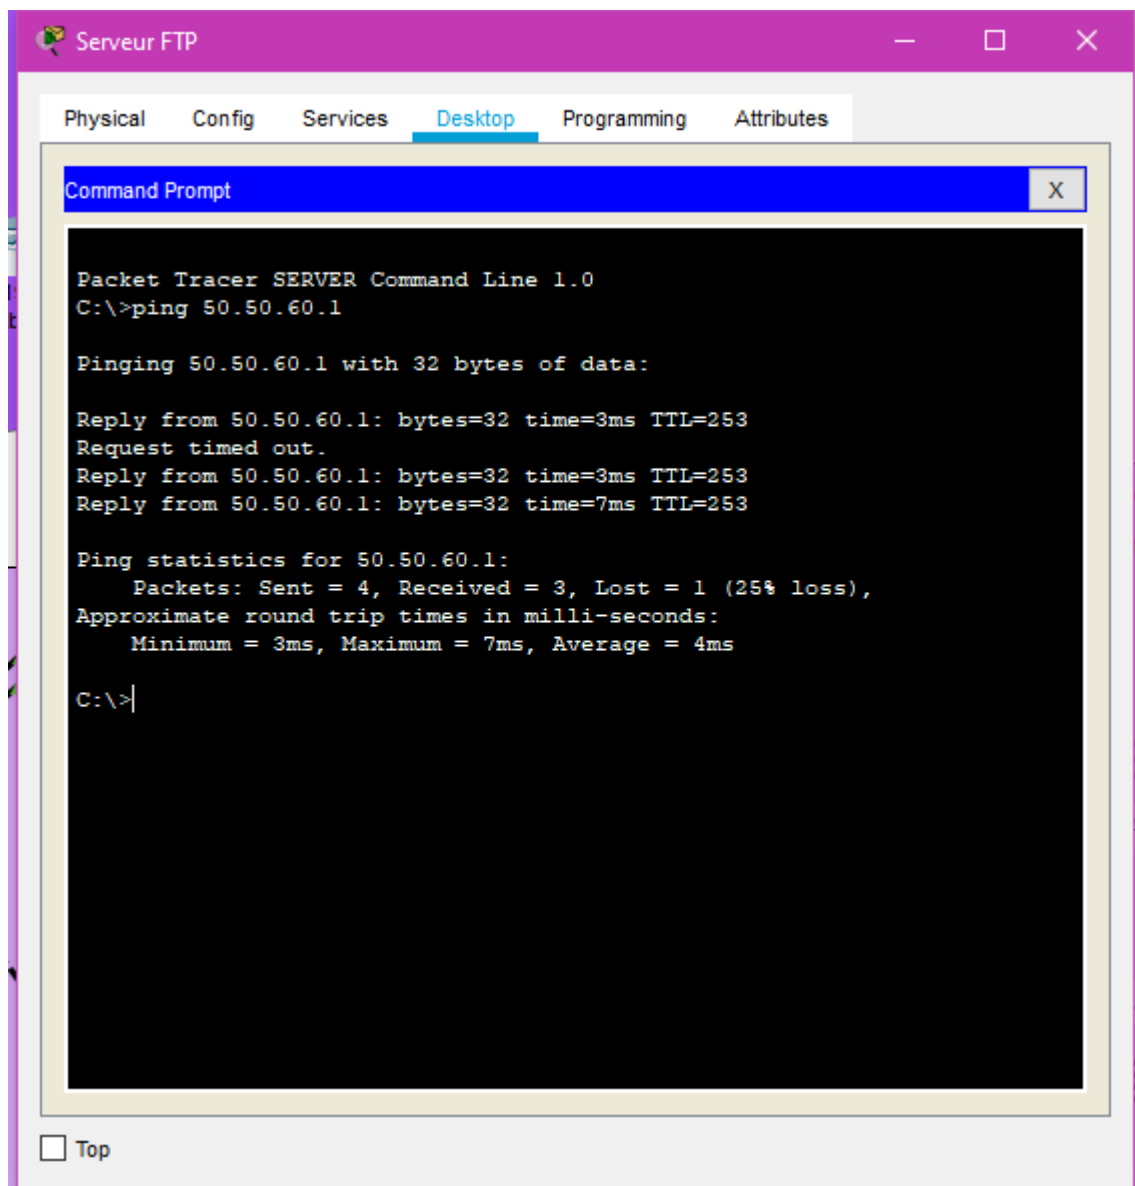 Serveur FTP
Physical Config Services Desktop Programming Attributes
Command Prompt X
Packet Tracer SERVER Command Line 1.0
C:\>ping 50.50.60.1
Pinging 50.50.60.1 with 32 bytes of data:
Reply from 50.50.60.1: bytes=32 time=3ms TTL=253
Request timed out.
Reply from 50.50.60.1: bytes=32 time=3ms TTL=253
Reply from 50.50.60.1: bytes=32 time=7ms TTL=253
Ping statistics for 50.50.60.1:
Packets: Sent = 4, Received = 3, Lost = 1 (25% loss),
Approximate round trip times in milli-seconds:
Minimum = 3ms, Maximum = 7ms, Average = 4ms
C:\>
Top